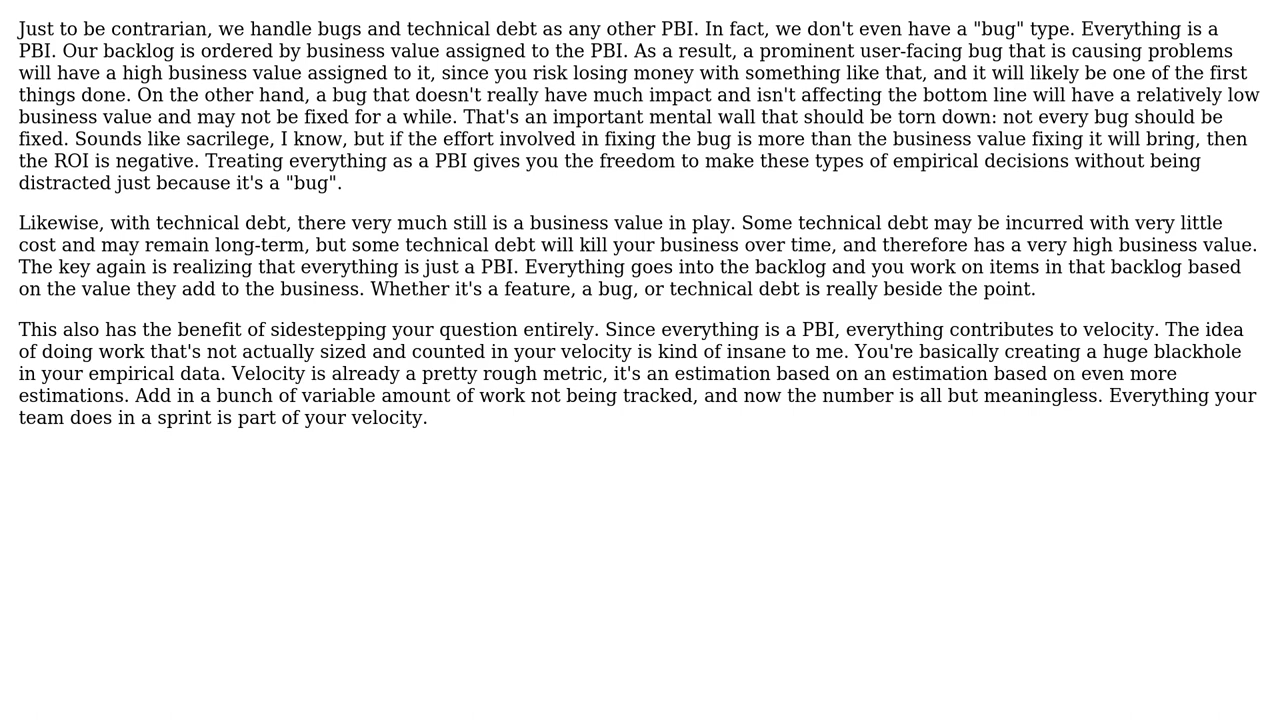 Just to be contrarian, we handle bugs and technical debt as any other PBI. In fact, we don't even have a "bug" type. Everything is a
PBI. Our backlog is ordered by business value assigned to the PBI. As a result, a prominent user-facing bug that is causing problems
will have a high business value assigned to it, since you risk losing money with something like that, and it will likely be one of the first
things done. On the other hand, a bug that doesn't really have much impact and isn't affecting the bottom line will have a relatively low
business value and may not be fixed for a while. That's an important mental wall that should be torn down: not every bug should be
fixed. Sounds like sacrilege, I know, but if the effort involved in fixing the bug is more than the business value fixing it will bring, then
the ROI is negative. Treating everything as a PBI gives you the freedom to make these types of empirical decisions without being
distracted just because it's a "bug".
Likewise, with technical debt, there very much still is a business value in play. Some technical debt may be incurred with very little
cost and may remain long-term, but some technical debt will kill your business over time, and therefore has a very high business value.
The key again is realizing that everything is just a PBI. Everything goes into the backlog and you work on items in that backlog based
on the value they add to the business. Whether it's a feature, a bug, or technical debt is really beside the point.
This also has the benefit of sidestepping your question entirely. Since everything is a PBI, everything contributes to velocity. The idea
of doing work that's not actually sized and counted in your velocity is kind of insane to me. You're basically creating a huge blackhole
in your empirical data. Velocity is already a pretty rough metric, it's an estimation based on an estimation based on even more
estimations. Add in a bunch of variable amount of work not being tracked, and now the number is all but meaningless. Everything your
team does in a sprint is part of your velocity.